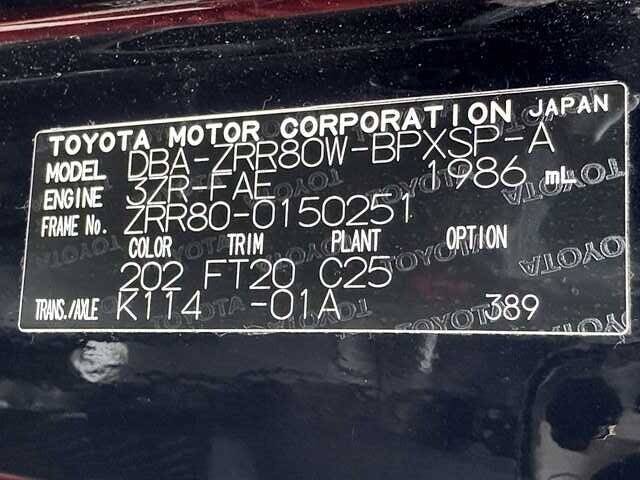 TOYOTA MOTOR CORPORATION JAPAN
MODEL DBA-ZRR80W-BPXSP-A
ENGINE 3ZR-FAE 1986 mL
FRAME No. ZRR80-0150251
COLOR TRIM PLANT OPTION
202 FT20 C25
TRANS./AXLE K114 -01A 389